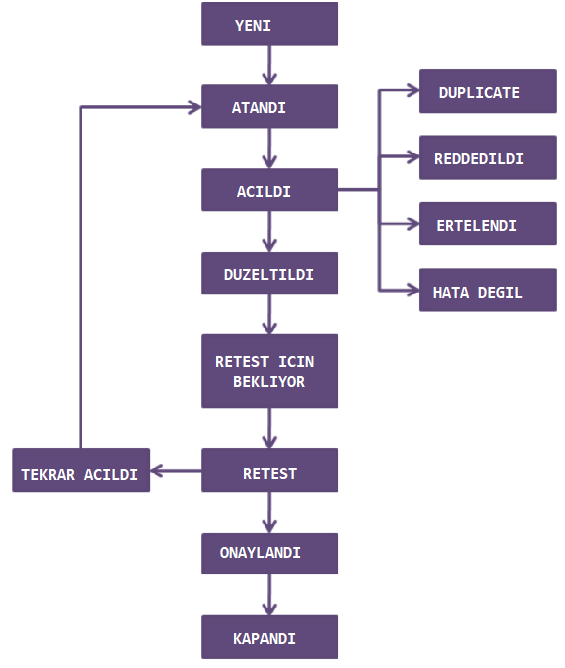 YENİ
ATANDI
DUPLICATE
REDDEDILDI
ACILDI
ERTELENDI
DUZELTILDI
HATA DEGIL
RETEST ICIN
BEKLIYOR
TEKRAR ACILDI
RETEST
ONAYLANDI
KAPANDI